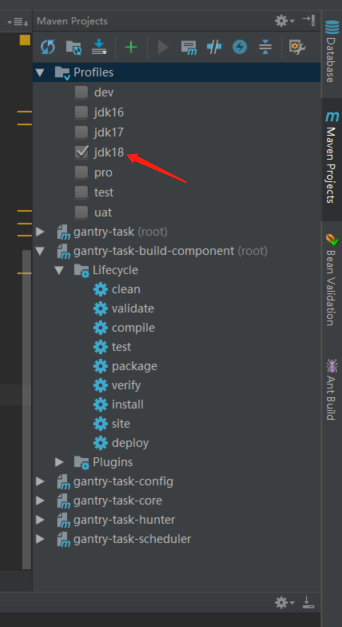 4
Maven Projects
Profiles
dev
jdk16
jdk17
jdk18
pro
test
uat
gantry-task (root)
gantry-task-build-component (root)
Lifecycle
clean
validate
compile
test
package
verify
install
site
deploy
Plugins
gantry-task-config
gantry-task-core
gantry-task-hunter
gantry-task-scheduler
Database
Maven Projects
Bean Validation
Ant Build